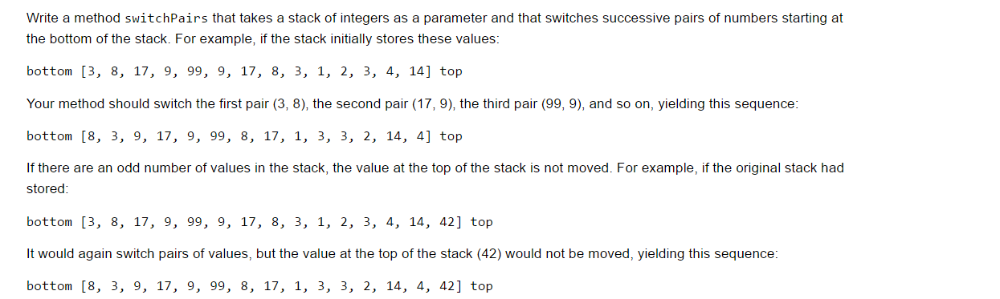 Write a method switchPairs that takes a stack of integers as a parameter and that switches successive pairs of numbers starting at
the bottom of the stack. For example, if the stack initially stores these values:
bottom [3, 8, 17, 9, 99, 9, 17, 8, 3, 1, 2, 3, 4, 14] top
Your method should switch the first pair (3, 8), the second pair (17, 9), the third pair (99, 9), and so on, yielding this sequence:
bottom [8, 3, 9, 17, 9, 99, 8, 17, 1, 3, 3, 2, 14, 4] top
If there are an odd number of values in the stack, the value at the top of the stack is not moved. For example, if the original stack had
stored:
bottom [3, 8, 17, 9, 99, 9, 17, 8, 3, 1, 2, 3, 4, 14, 42] top
It would again switch pairs of values, but the value at the top of the stack (42) would not be moved, yielding this sequence:
bottom [8, 3, 9, 17, 9, 99, 8, 17, 1, 3, 3, 2, 14, 4, 42] top